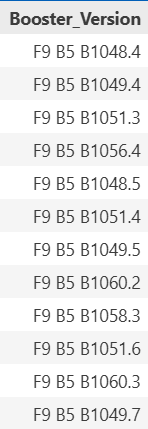 Booster_Version
F9 B5 B1048.4
F9 B5 B1049.4
F9 B5 B1051.3
F9 B5 B1056.4
F9 B5 B1048.5
F9 B5 B1051.4
F9 B5 B1049.5
F9 B5 B1060.2
F9 B5 B1058.3
F9 B5 B1051.6
F9 B5 B1060.3
F9 B5 B1049.7